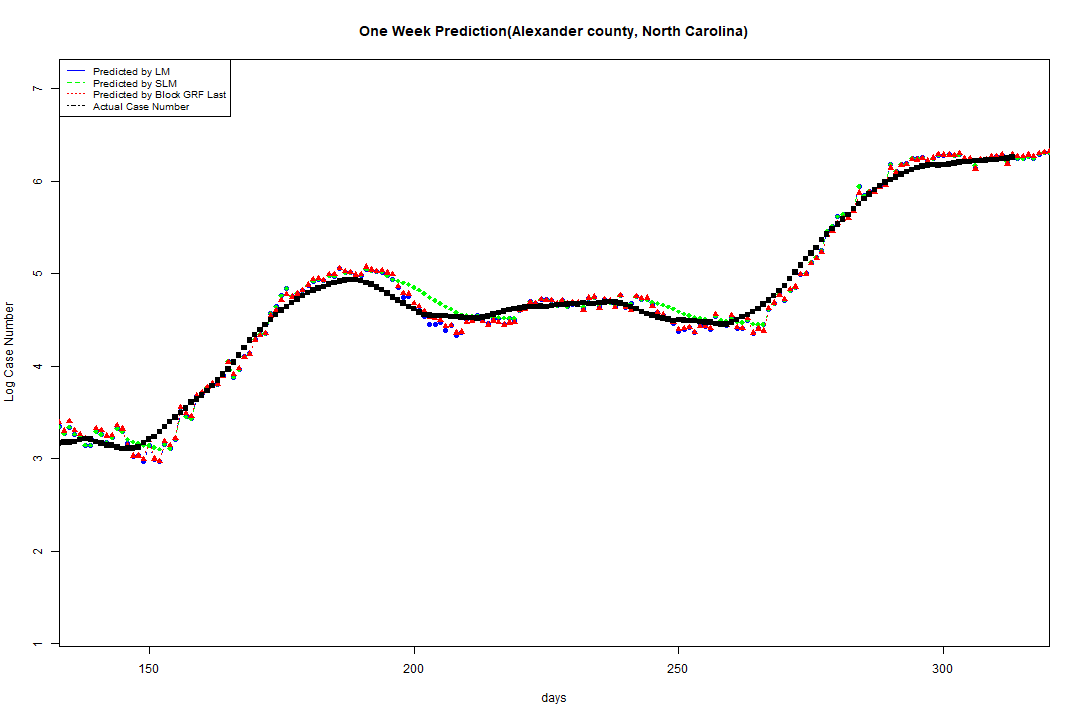 One Week Prediction(Alexander county, North Carolina)
Predicted by LM
Predicted by SLM
Predicted by Block GRF Last
Actual Case Number
7
6
5
4
3
2
1
Log Case Number
150 200 250 300
days